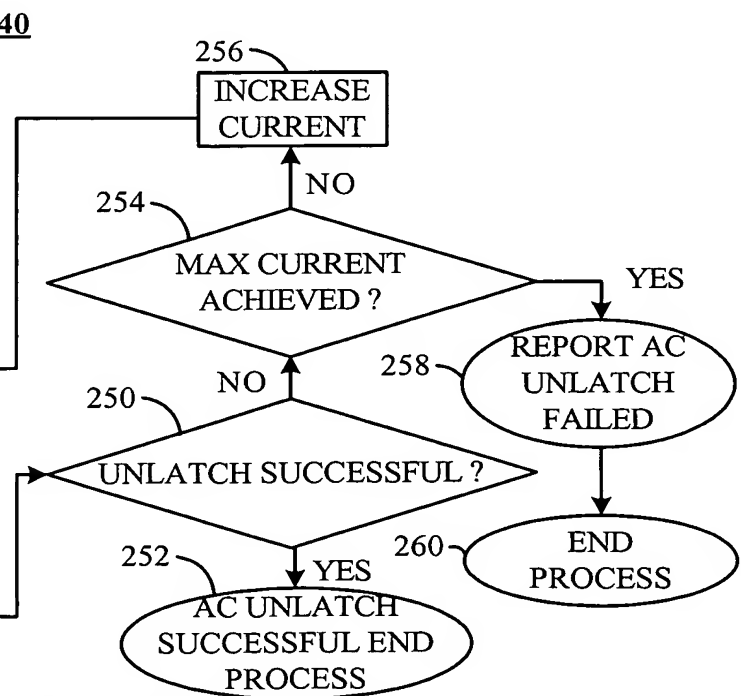 40
256
INCREASE
CURRENT
NO
254
MAX CURRENT
ACHIEVED ?
YES
258
REPORT AC
UNLATCH
FAILED
NO
250
UNLATCH SUCCESSFUL ?
252
YES
260
END
PROCESS
AC UNLATCH
SUCCESSFUL END
PROCESS